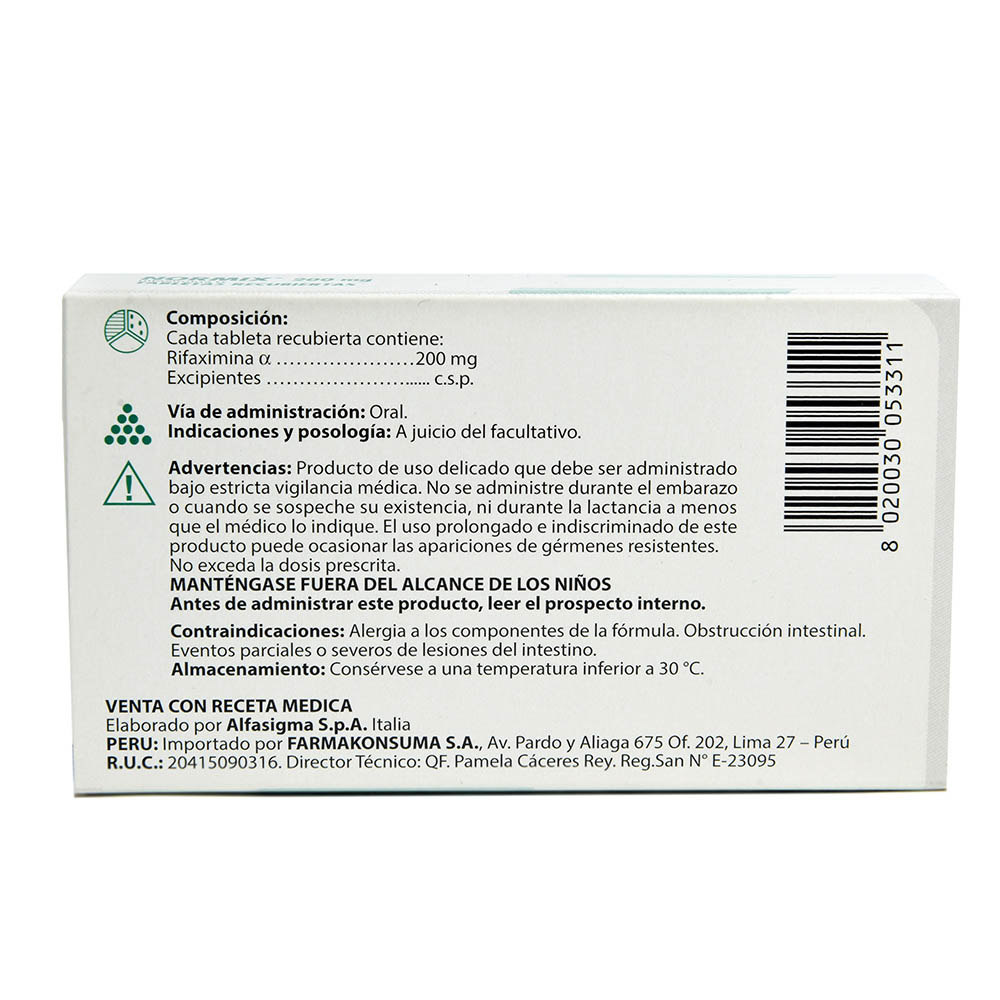 NORMIX® 200 mg
TABLETAS RECUBIERTAS
Composición:
Cada tableta recubierta contiene:
Rifaximina α .....................200 mg
Excipientes .......................... c.s.p.
Vía de administración: Oral.
Indicaciones y posología: A juicio del facultativo.
Advertencias: Producto de uso delicado que debe ser administrado
bajo estricta vigilancia médica. No se administre durante el embarazo
o cuando se sospeche su existencia, ni durante la lactancia a menos
que el médico lo indique. El uso prolongado e indiscriminado de este
producto puede ocasionar las apariciones de gérmenes resistentes.
No exceda la dosis prescrita.
MANTÉNGASE FUERA DEL ALCANCE DE LOS NIÑOS
Antes de administrar este producto, leer el prospecto interno.
Contraindicaciones: Alergia a los componentes de la fórmula. Obstrucción intestinal.
Eventos parciales o severos de lesiones del intestino.
Almacenamiento: Consérvese a una temperatura inferior a 30 °C.
VENTA CON RECETA MEDICA
Elaborado por Alfasigma S.p.A. Italia
PERU: Importado por FARMAKONSUMA S.A., Av. Pardo y Aliaga 675 Of. 202, Lima 27 – Perú
R.U.C.: 20415090316. Director Técnico: QF. Pamela Cáceres Rey. Reg.San N° E-23095
8 020030 053311